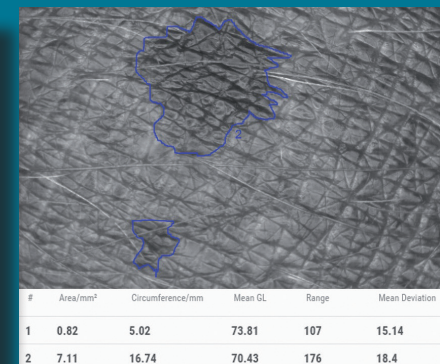 2
# Area/mm² Circumference/mm Mean GL Range Mean Deviation
1 0.82 5.02 73.81 107 15.14
2 7.11 16.74 70.43 176 18.4